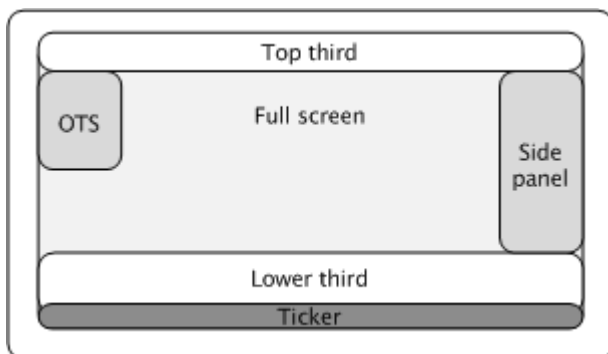 Top third
OTS
Full screen
Side
panel
Lower third
Ticker